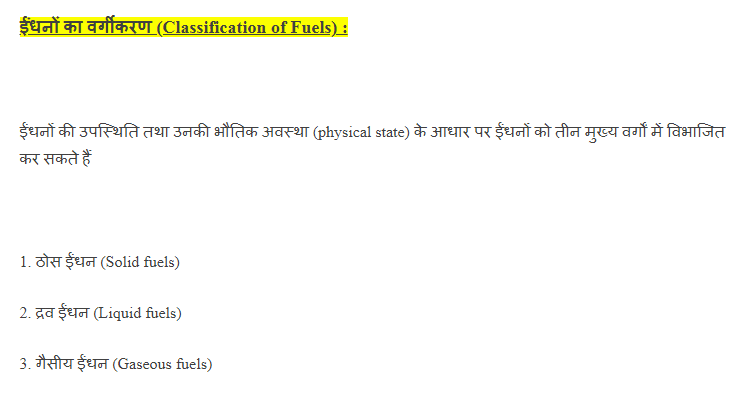 ईंधनों का वर्गीकरण (Classification of Fuels) :
ईंधनों की उपस्थिति तथा उनकी भौतिक अवस्था (physical state) के आधार पर ईंधनों को तीन मुख्य वर्गों में विभाजित
कर सकते हैं
1. ठोस ईंधन (Solid fuels)
2. द्रव ईंधन (Liquid fuels)
3. गैसीय ईंधन (Gaseous fuels)